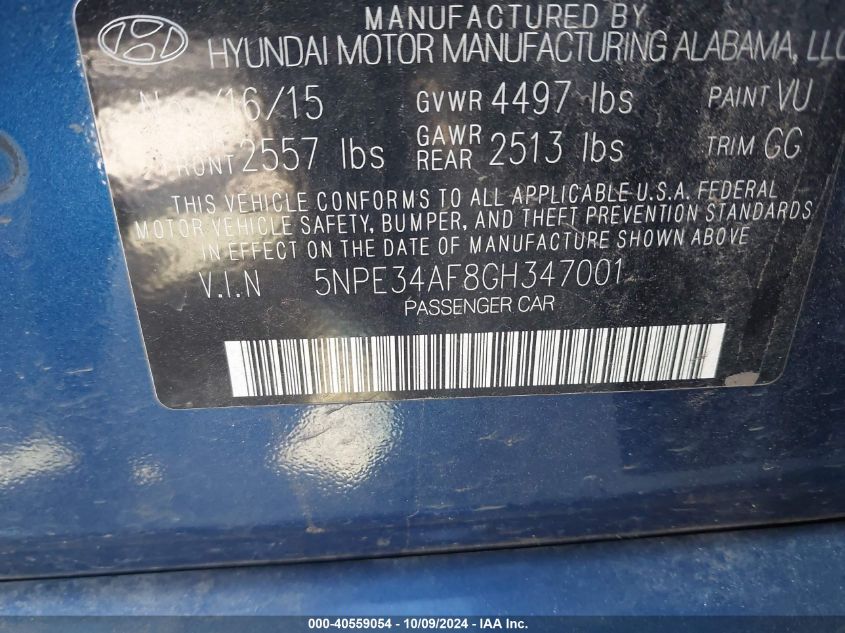 MANUFACTURED BY
HYUNDAI MOTOR MANUFACTURING ALABAMA, LLC
/16/15 GVWR 4497 lbs PAINT VU
FRONT 2557 lbs GAWR REAR 2513 lbs TRIM GG
THIS VEHICLE CONFORMS TO ALL APPLICABLE U.S.A. FEDERAL
MOTOR VEHICLE SAFETY, BUMPER, AND THEFT PREVENTION STANDARDS
IN EFFECT ON THE DATE OF MANUFACTURE SHOWN ABOVE
V.I.N 5NPE34AF8GH347001
PASSENGER CAR
000-40559054 - 10/09/2024 - IAA Inc.